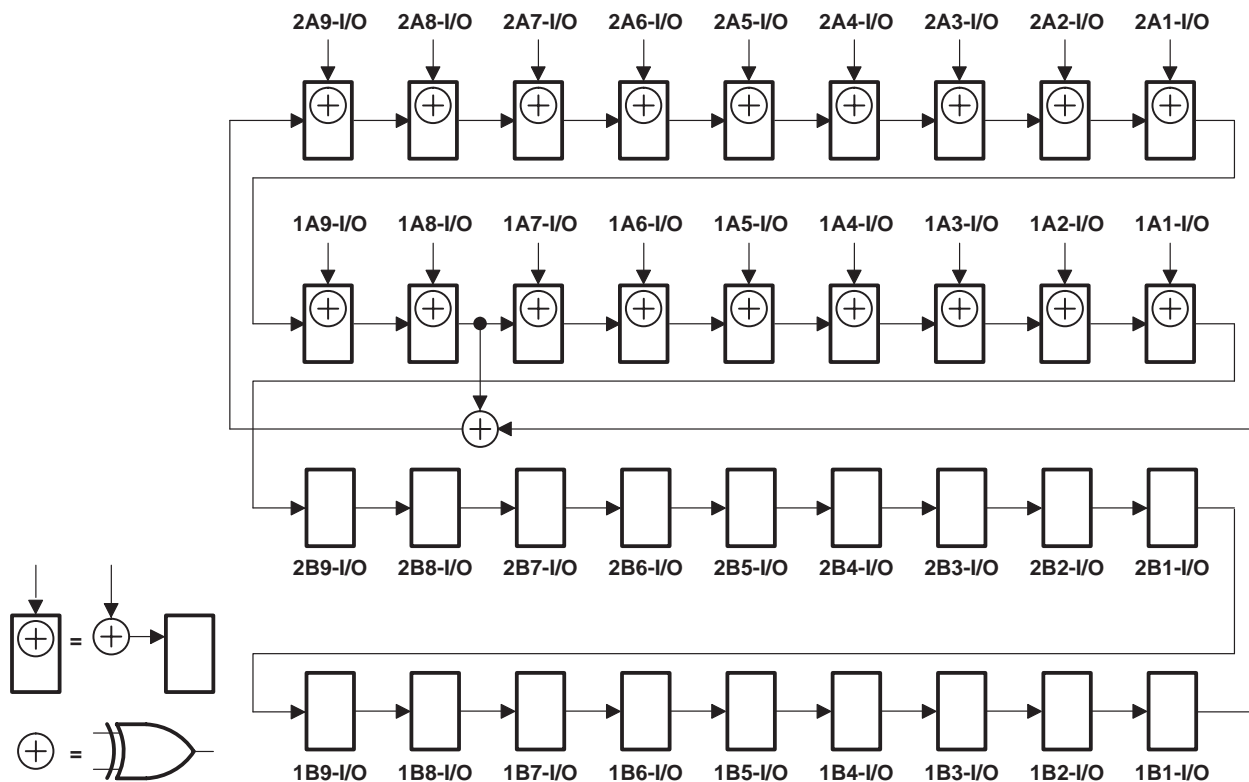 2A9-I/O 2A8-I/O 2A7-I/O 2A6-I/O 2A5-I/O 2A4-I/O 2A3-I/O 2A2-I/O 2A1-I/O
1A9-I/O 1A8-I/O 1A7-I/O 1A6-I/O 1A5-I/O 1A4-I/O 1A3-I/O 1A2-I/O 1A1-I/O
2B9-I/O 2B8-I/O 2B7-I/O 2B6-I/O 2B5-I/O 2B4-I/O 2B3-I/O 2B2-I/O 2B1-I/O
=
=
1B9-I/O 1B8-I/O 1B7-I/O 1B6-I/O 1B5-I/O 1B4-I/O 1B3-I/O 1B2-I/O 1B1-I/O